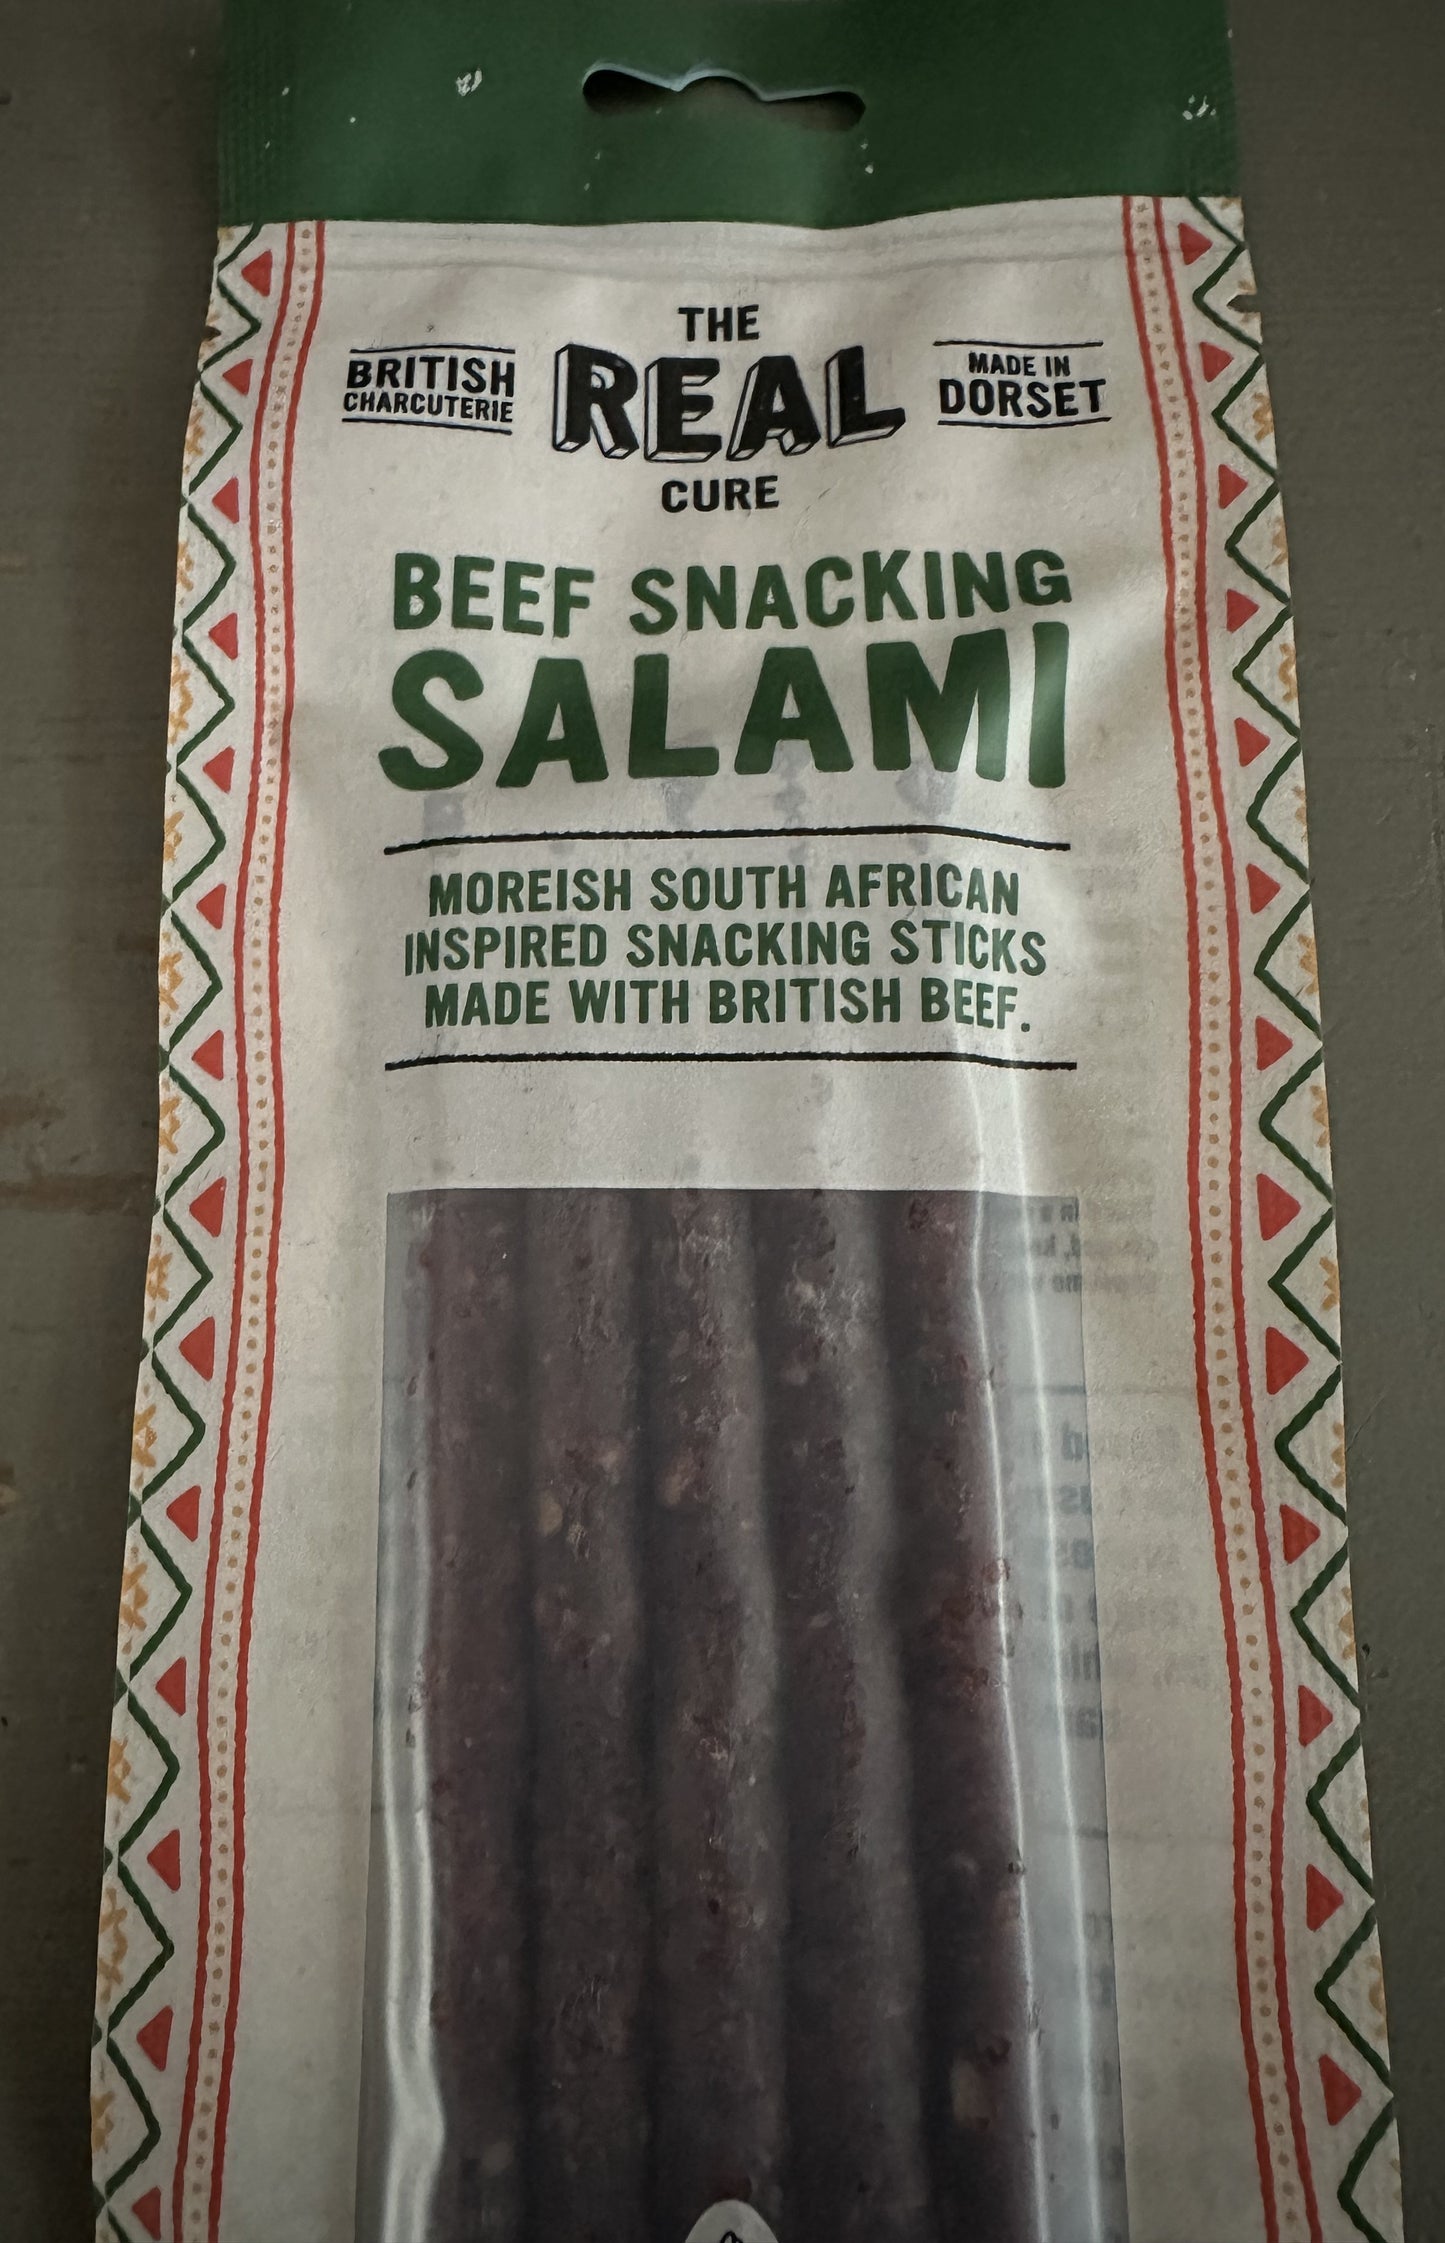 THE
REAL
CURE
BRITISH
CHARCUTERIE
MADE IN
DORSET
BEEF SNACKING
SALAMI
MOREISH SOUTH AFRICAN
INSPIRED SNACKING STICKS
MADE WITH BRITISH BEEF.